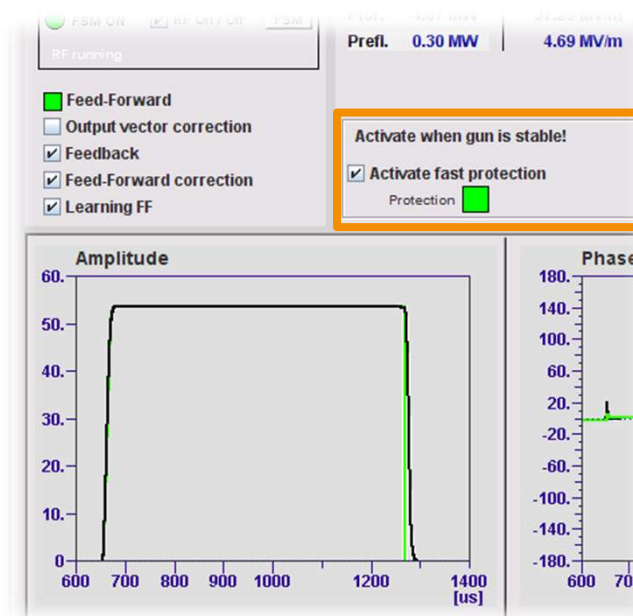 FSM ON RF On / Off FSM
RF running
Prefl. 0.30 MW 4.69 MV/m
Feed-Forward
Output vector correction
Feedback
Feed-Forward correction
Learning FF
Activate when gun is stable!
Activate fast protection
Protection
Amplitude
60.
50.
40.
30.
20.
10.
0
600 700 800 900 1000 1200 1400
[us]
Phase
180.
140.
100.
60.
20.
-20.
-60.
-100.
-140.
-180.
600